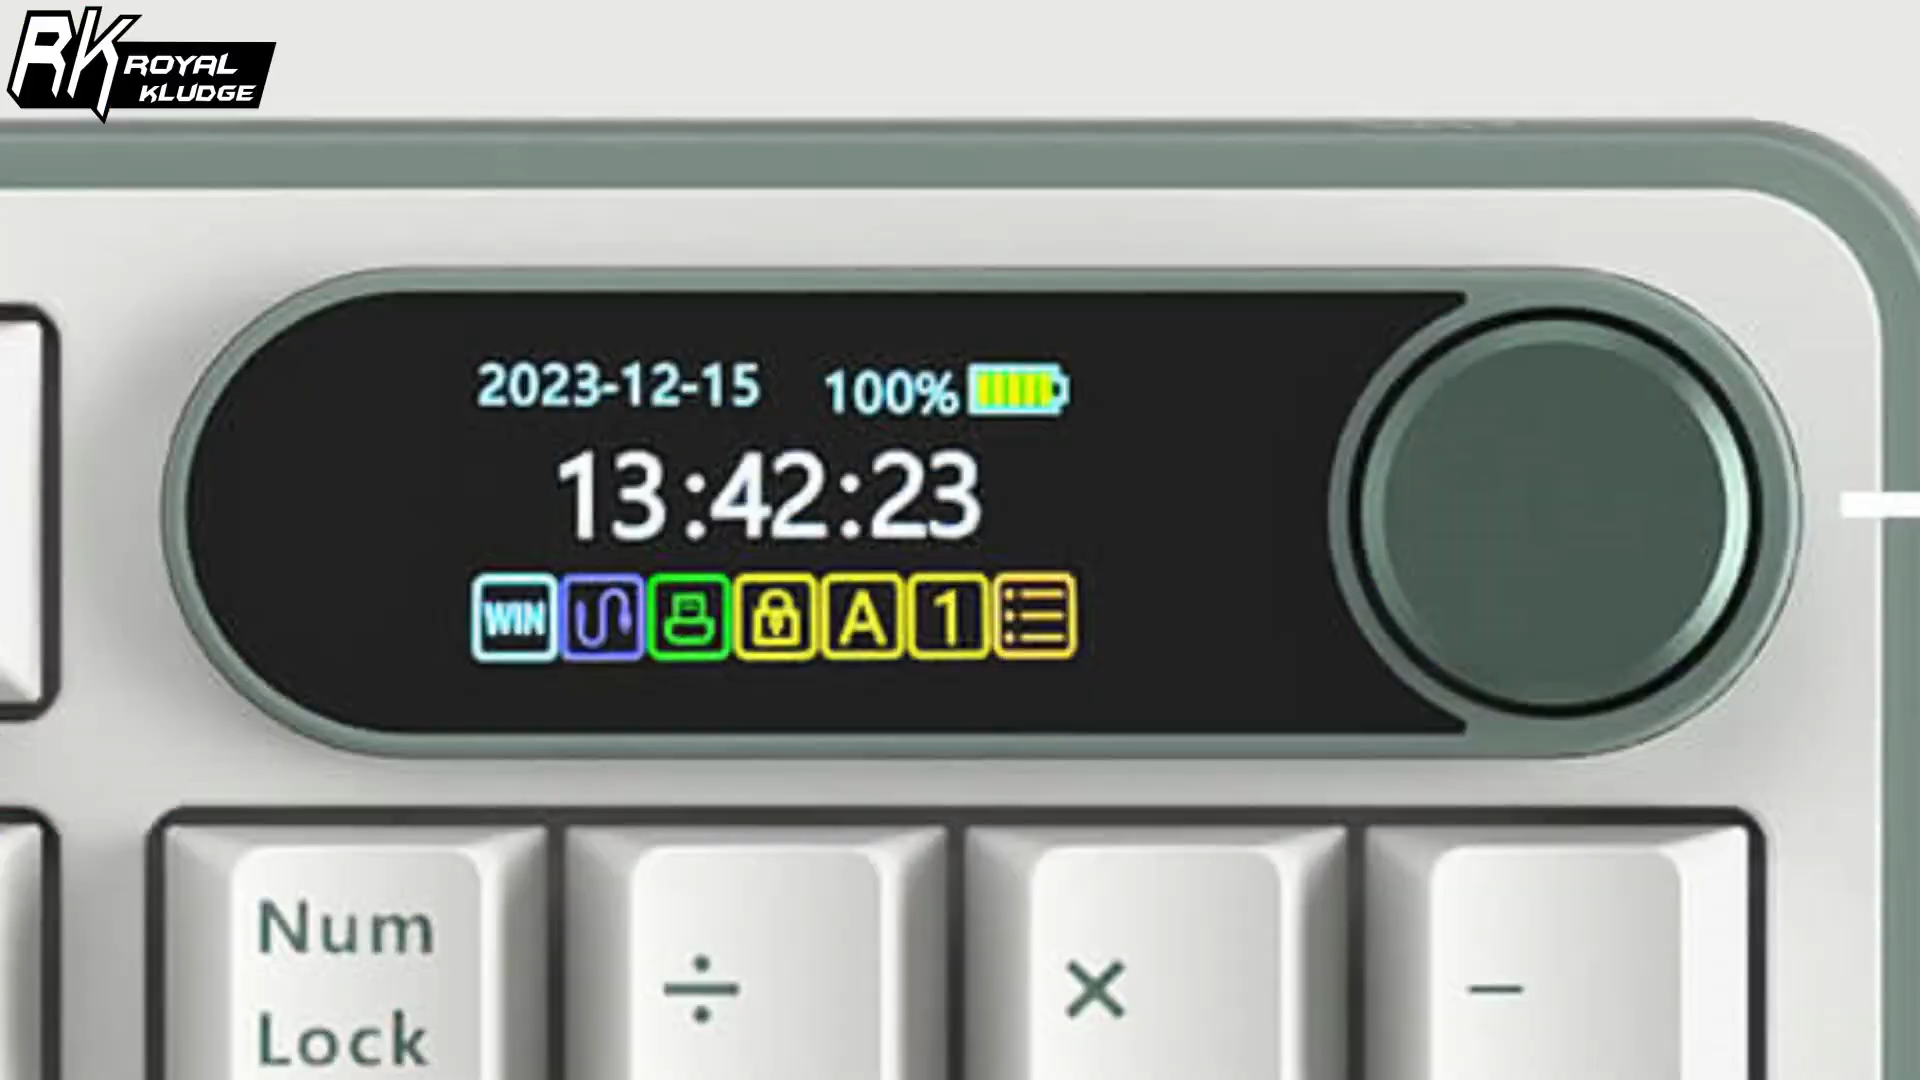 RK ROYAL
KLUDGE
2023-12-15 100%
13:42:23
WIN A 1
Num
Lock
÷ × −